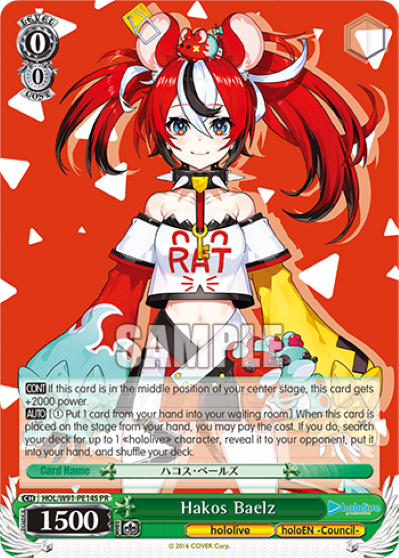 LEVEL
0
0
COST
RAT
SAMPLE
CONT If this card is in the middle position of your center stage, this card gets
+2000 power.
AUTO [① Put 1 card from your hand into your waiting room] When this card is
placed on the stage from your hand, you may pay the cost. If you do, search
your deck for up to 1 <hololive> character, reveal it to your opponent, put it
into your hand, and shuffle your deck.
Card Name ハコス・ベールズ
CH HOL/W91-PE145 PR
1500 Hakos Baelz hololive
hololive holoEN -Council-
© 2016 COVER Corp.